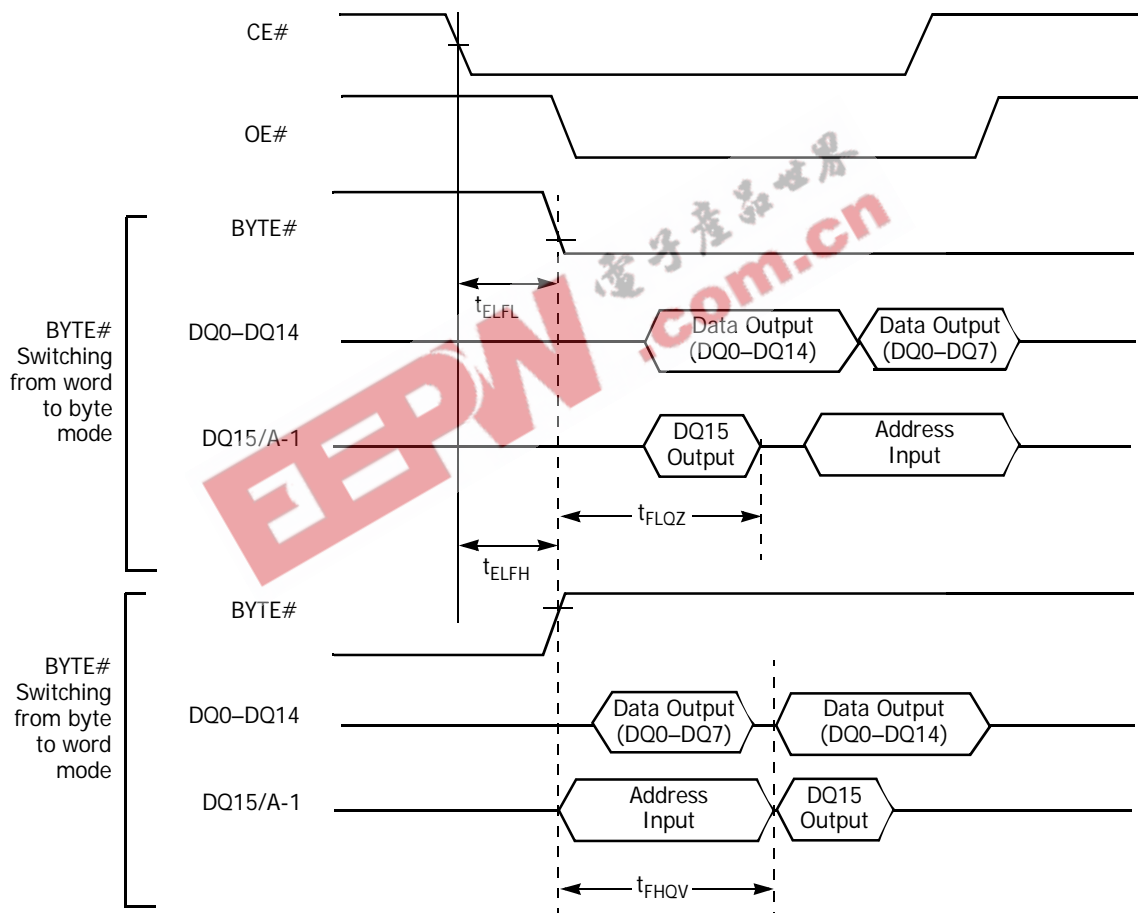 CE#
OE#
BYTE#
tELFL
BYTE#
Switching
from word
to byte
mode
DQ0–DQ14
Data Output
(DQ0–DQ14)
Data Output
(DQ0–DQ7)
DQ15/A-1
DQ15
Output
Address
Input
tFLQZ
tELFH
BYTE#
BYTE#
Switching
from byte
to word
mode
DQ0–DQ14
Data Output
(DQ0–DQ7)
Data Output
(DQ0–DQ14)
DQ15/A-1
Address
Input
DQ15
Output
tFHQV
EEPW
.com.cn
電子產品世界